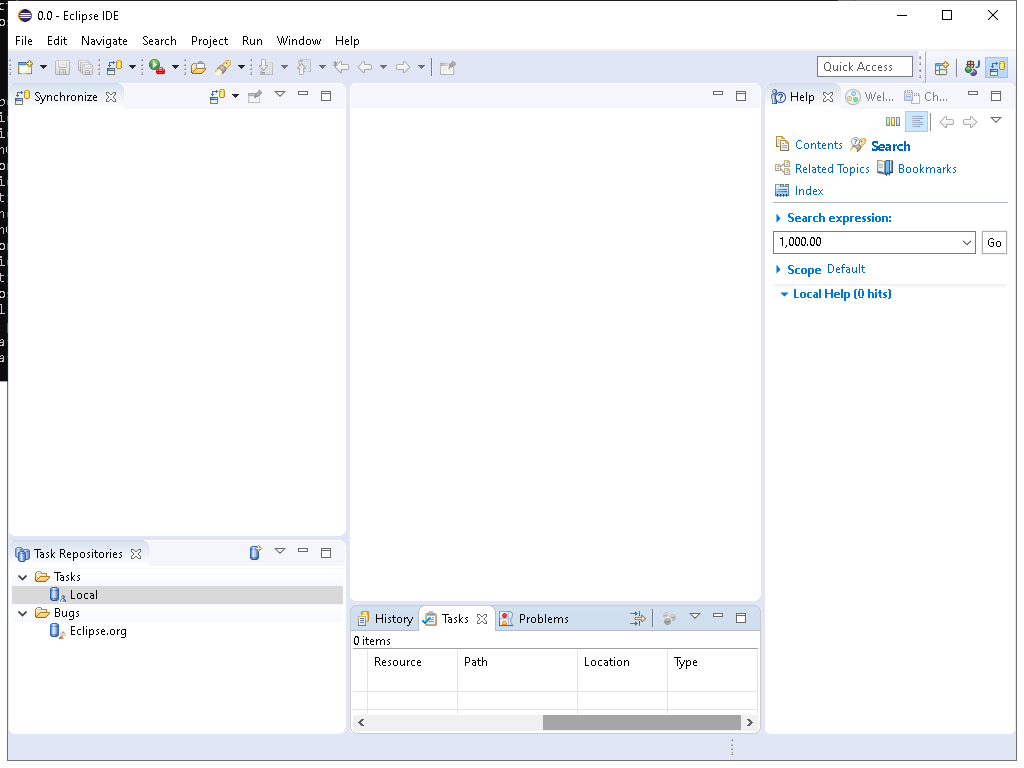 0.0 - Eclipse IDE
File Edit Navigate Search Project Run Window Help
Quick Access
Synchronize
Help Wel... Ch...
Contents Search
Related Topics Bookmarks
Index
Search expression:
1,000.00 Go
Scope Default
Local Help (0 hits)
Task Repositories
Tasks
Local
Bugs
Eclipse.org
History Tasks Problems
0 items
Resource Path Location Type